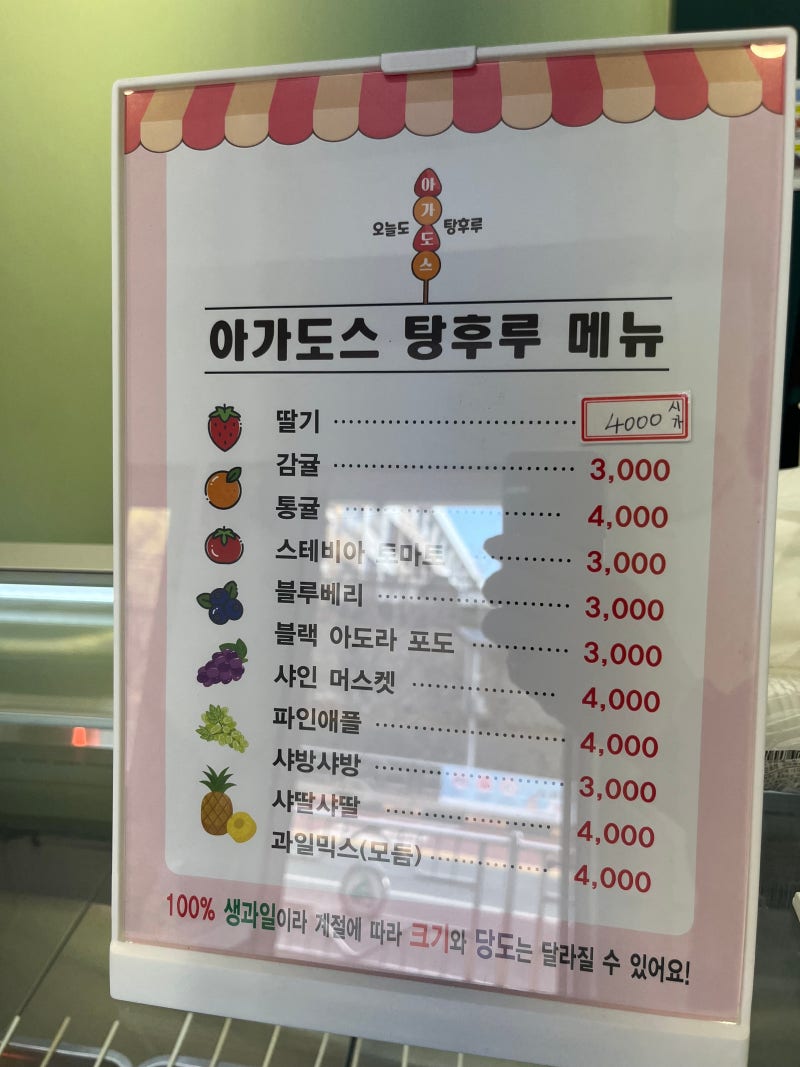 오늘도 아가도스 탕후루
아가도스 탕후루 메뉴
딸기 4000 시가
감귤 3,000
통귤 4,000
스테비아 토마토 3,000
블루베리 3,000
블랙 아도라 포도 3,000
샤인 머스켓 4,000
파인애플 4,000
샤방샤방 3,000
샤딸샤딸 4,000
과일믹스(모듬) 4,000
100% 생과일이라 계절에 따라 크기와 당도는 달라질 수 있어요!